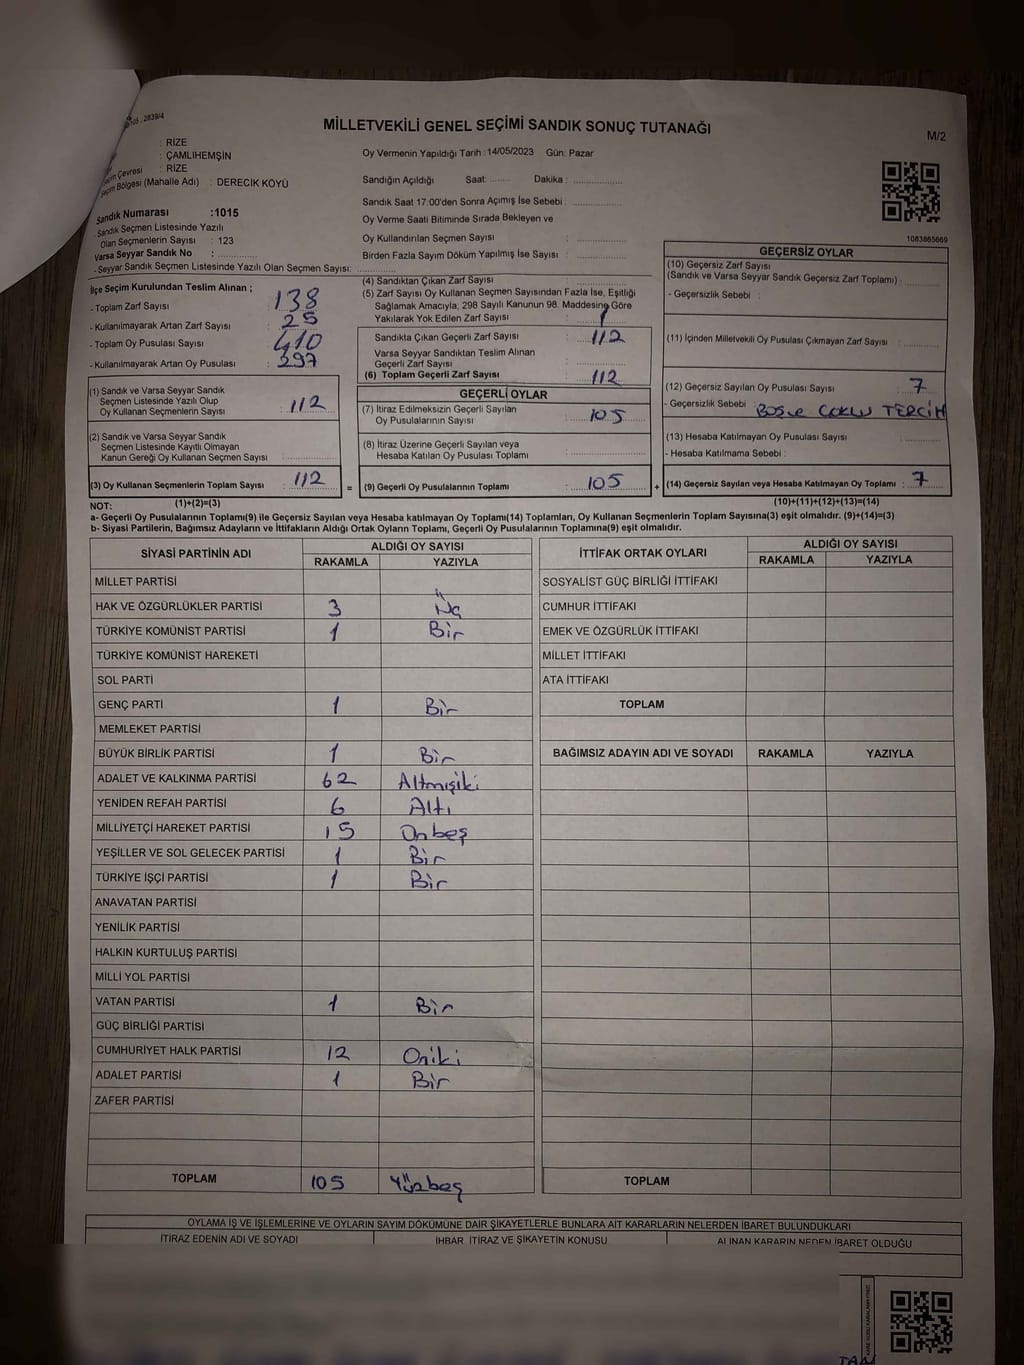 2839/4
MİLLETVEKİLİ GENEL SEÇİMİ SANDIK SONUÇ TUTANAĞI
M/2
: RİZE
: ÇAMLIHEMŞİN
Çevresi : RİZE
Seçim Bölgesi (Mahalle Adı) : DERECİK KÖYÜ
Oy Vermenin Yapıldığı Tarih : 14/05/2023 Gün: Pazar
Sandığın Açıldığı Saat: ........ Dakika : ................
Sandık Saat 17:00'den Sonra Açımış İse Sebebi :
Oy Verme Saati Bitiminde Sırada Bekleyen ve
Oy Kullandırılan Seçmen Sayısı :
Birden Fazla Sayım Döküm Yapılmış İse Sayısı :
Sandık Numarası :1015
- Sandık Seçmen Listesinde Yazılı
Olan Seçmenlerin Sayısı : 123
Varsa Seyyar Sandık No :
- Seyyar Sandık Seçmen Listesinde Yazılı Olan Seçmen Sayısı:
1083865669
İlçe Seçim Kurulundan Teslim Alınan ;
- Toplam Zarf Sayısı : 138
- Kullanılmayarak Artan Zarf Sayısı : 25
- Toplam Oy Pusulası Sayısı : 410
- Kullanılmayarak Artan Oy Pusulası : 297
(1) Sandık ve Varsa Seyyar Sandık
Seçmen Listesinde Yazılı Olup
Oy Kullanan Seçmenlerin Sayısı : 112
(2) Sandık ve Varsa Seyyar Sandık
Seçmen Listesinde Kayıtlı Olmayan
Kanun Gereği Oy Kullanan Seçmen Sayısı :
(3) Oy Kullanan Seçmenlerin Toplam Sayısı : 112
(4) Sandıktan Çıkan Zarf Sayısı :
(5) Zarf Sayısı Oy Kullanan Seçmen Sayısından Fazla İse, Eşitliği
Sağlamak Amacıyla; 298 Sayılı Kanunun 98. Maddesine Göre
Yakılarak Yok Edilen Zarf Sayısı : 1
Sandıkta Çıkan Geçerli Zarf Sayısı : 112
Varsa Seyyar Sandıktan Teslim Alınan
Geçerli Zarf Sayısı :
(6) Toplam Geçerli Zarf Sayısı : 112
GEÇERLİ OYLAR
(7) İtiraz Edilmeksizin Geçerli Sayılan
Oy Pusulalarının Sayısı : 105
(8) İtiraz Üzerine Geçerli Sayılan veya
Hesaba Katılan Oy Pusulası Toplamı :
= (9) Geçerli Oy Pusulalarının Toplamı : 105 +
GEÇERSİZ OYLAR
(10) Geçersiz Zarf Sayısı
(Sandık ve Varsa Seyyar Sandık Geçersiz Zarf Toplamı) :
- Geçersizlik Sebebi :
(11) İçinden Milletvekili Oy Pusulası Çıkmayan Zarf Sayısı :
(12) Geçersiz Sayılan Oy Pusulası Sayısı : 7
- Geçersizlik Sebebi : ÇOKLU TERCİH
(13) Hesaba Katılmayan Oy Pusulası Sayısı :
- Hesaba Katılmama Sebebi :
(14) Geçersiz Sayılan veya Hesaba Katılmayan Oy Toplamı : 7
NOT: (1)+(2)=(3) (10)+(11)+(12)+(13)=(14)
a- Geçerli Oy Pusulalarının Toplamı(9) ile Geçersiz Sayılan veya Hesaba katılmayan Oy Toplamı(14) Toplamları, Oy Kullanan Seçmenlerin Toplam Sayısına(3) eşit olmalıdır. (9)+(14)=(3)
b- Siyasi Partilerin, Bağımsız Adayların ve İttifakların Aldığı Ortak Oyların Toplamı, Geçerli Oy Pusulalarının Toplamına(9) eşit olmalıdır.
SİYASİ PARTİNİN ADI ALDIĞI OY SAYISI
RAKAMLA YAZIYLA
MİLLET PARTİSİ
HAK VE ÖZGÜRLÜKLER PARTİSİ 3 Üç
TÜRKİYE KOMÜNİST PARTİSİ 1 Bir
TÜRKİYE KOMÜNİST HAREKETİ
SOL PARTİ
GENÇ PARTİ 1 Bir
MEMLEKET PARTİSİ
BÜYÜK BİRLİK PARTİSİ 1 Bir
ADALET VE KALKINMA PARTİSİ 62 Altmışiki
YENİDEN REFAH PARTİSİ 6 Altı
MİLLİYETÇİ HAREKET PARTİSİ 15 Onbeş
YEŞİLLER VE SOL GELECEK PARTİSİ 1 Bir
TÜRKİYE İŞÇİ PARTİSİ 1 Bir
ANAVATAN PARTİSİ
YENİLİK PARTİSİ
HALKIN KURTULUŞ PARTİSİ
MİLLİ YOL PARTİSİ
VATAN PARTİSİ 1 Bir
GÜÇ BİRLİĞİ PARTİSİ
CUMHURİYET HALK PARTİSİ 12 Oniki
ADALET PARTİSİ 1 Bir
ZAFER PARTİSİ
TOPLAM 105 Yüzbeş
İTTİFAK ORTAK OYLARI ALDIĞI OY SAYISI
RAKAMLA YAZIYLA
SOSYALİST GÜÇ BİRLİĞİ İTTİFAKI
CUMHUR İTTİFAKI
EMEK VE ÖZGÜRLÜK İTTİFAKI
MİLLET İTTİFAKI
ATA İTTİFAKI
TOPLAM
BAĞIMSIZ ADAYIN ADI VE SOYADI RAKAMLA YAZIYLA
TOPLAM
OYLAMA İŞ VE İŞLEMLERİNE VE OYLARIN SAYIM DÖKÜMÜNE DAİR ŞİKAYETLERLE BUNLARA AİT KARARLARIN NELERDEN İBARET BULUNDUKLARI
İTİRAZ EDENİN ADI VE SOYADI İHBAR, İTİRAZ VE ŞİKAYETİN KONUSU ALINAN KARARIN NEDEN İBARET OLDUĞU